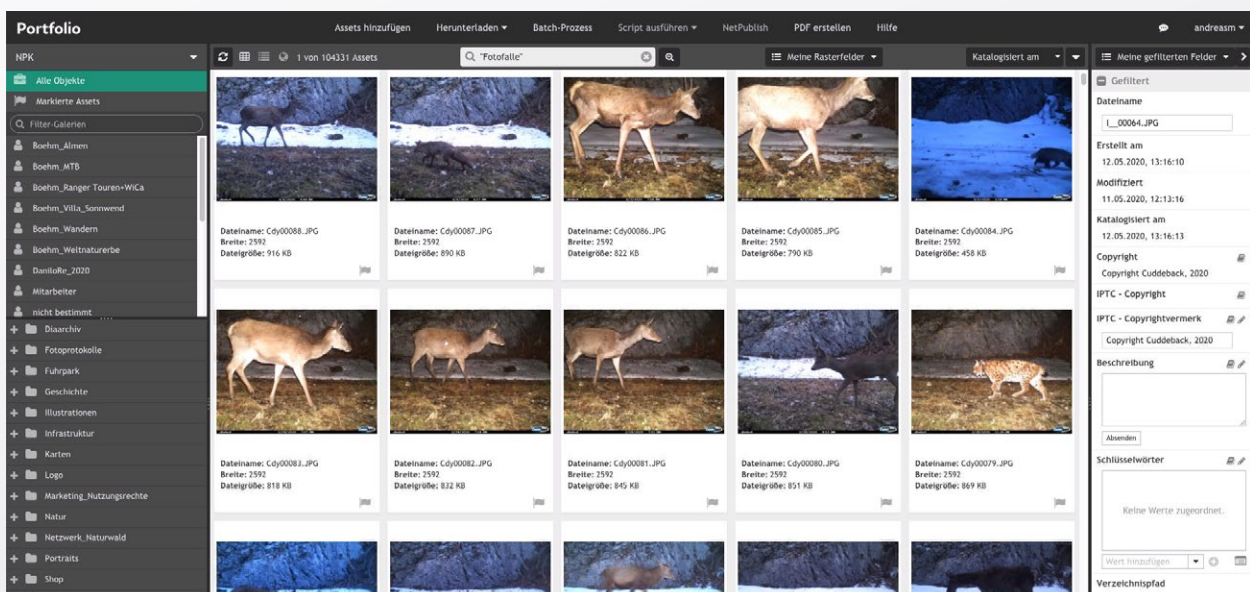 Portfolio
Assets hinzufügen
Herunterladen
Batch-Prozess
Script ausführen
NetPublish
PDF erstellen
Hilfe
andreasm
NPK
1 von 104331 Assets
"Fotofalle"
Meine Rasterfelder
Katalogisiert am
Meine gefilterten Felder
Alle Objekte
Markierte Assets
Filter-Galerien
Boehm_Almen
Boehm_MTB
Boehm_Ranger Touren+WiCa
Boehm_Villa_Sonnwend
Boehm_Wandern
Boehm_Weltnaturerbe
DaniloRe_2020
Mitarbeiter
nicht bestimmt
Diaarchiv
Fotoprotokolle
Fuhrpark
Geschichte
Illustrationen
Infrastruktur
Karten
Logo
Marketing_Nutzungsrechte
Natur
Netzwerk_Naturwald
Portraits
Shop
Dateiname: Cdy00088.JPG
Breite: 2592
Dateigröße: 916 KB
Dateiname: Cdy00087.JPG
Breite: 2592
Dateigröße: 890 KB
Dateiname: Cdy00086.JPG
Breite: 2592
Dateigröße: 822 KB
Dateiname: Cdy00085.JPG
Breite: 2592
Dateigröße: 790 KB
Dateiname: Cdy00084.JPG
Breite: 2592
Dateigröße: 458 KB
Dateiname: Cdy00083.JPG
Breite: 2592
Dateigröße: 818 KB
Dateiname: Cdy00082.JPG
Breite: 2592
Dateigröße: 832 KB
Dateiname: Cdy00081.JPG
Breite: 2592
Dateigröße: 845 KB
Dateiname: Cdy00080.JPG
Breite: 2592
Dateigröße: 851 KB
Dateiname: Cdy00079.JPG
Breite: 2592
Dateigröße: 869 KB
Gefiltert
Dateiname
I__00064.JPG
Erstellt am
12.05.2020, 13:16:10
Modifiziert
11.05.2020, 12:13:16
Katalogisiert am
12.05.2020, 13:16:13
Copyright
Copyright Cuddeback, 2020
IPTC - Copyright
IPTC - Copyrightvermerk
Copyright Cuddeback, 2020
Beschreibung
Absenden
Schlüsselwörter
Keine Werte zugeordnet.
Wert hinzufügen
Verzeichnispfad